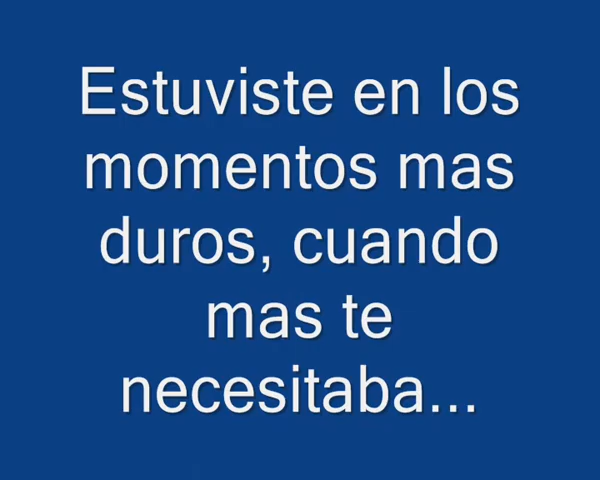 Estuviste en los
momentos mas
duros, cuando
mas te
necesitaba...